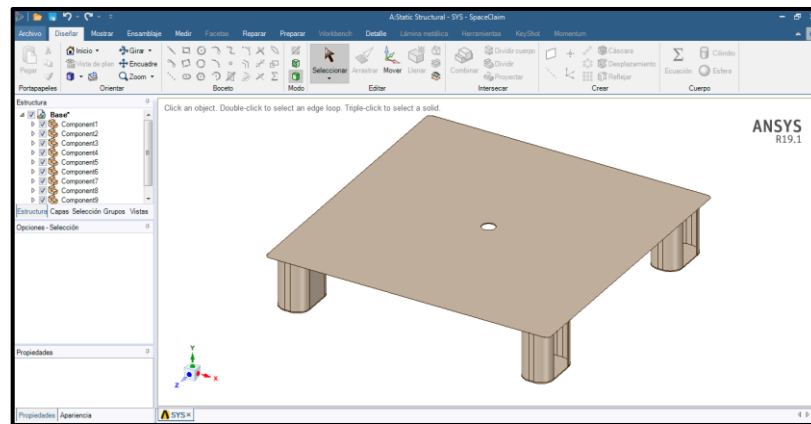 A:Static Structural - SYS - SpaceClaim
Archivo Diseñar Mostrar Ensamblaje Medir Facetas Reparar Preparar Workbench Detalle Lámina metálica Herramientas KeyShot Momentum
Inicio Girar
Vista de plan Encuadre
Zoom
Pegar
Seleccionar Arrastrar Mover Llenar
Combinar
Dividir cuerpo
Dividir
Proyectar
Cáscara
Desplazamiento
Reflejar
Ecuación
Cilindro
Esfera
Portapapeles Orientar Boceto Modo Editar Intersecar Crear Cuerpo
Estructura
Base*
Component1
Component2
Component3
Component4
Component5
Component6
Component7
Component8
Component9
Estructura Capas Selección Grupos Vistas
Opciones - Selección
Propiedades
Propiedades Apariencia
Click an object. Double-click to select an edge loop. Triple-click to select a solid.
ANSYS
R19.1
Y
Z
X
SYS